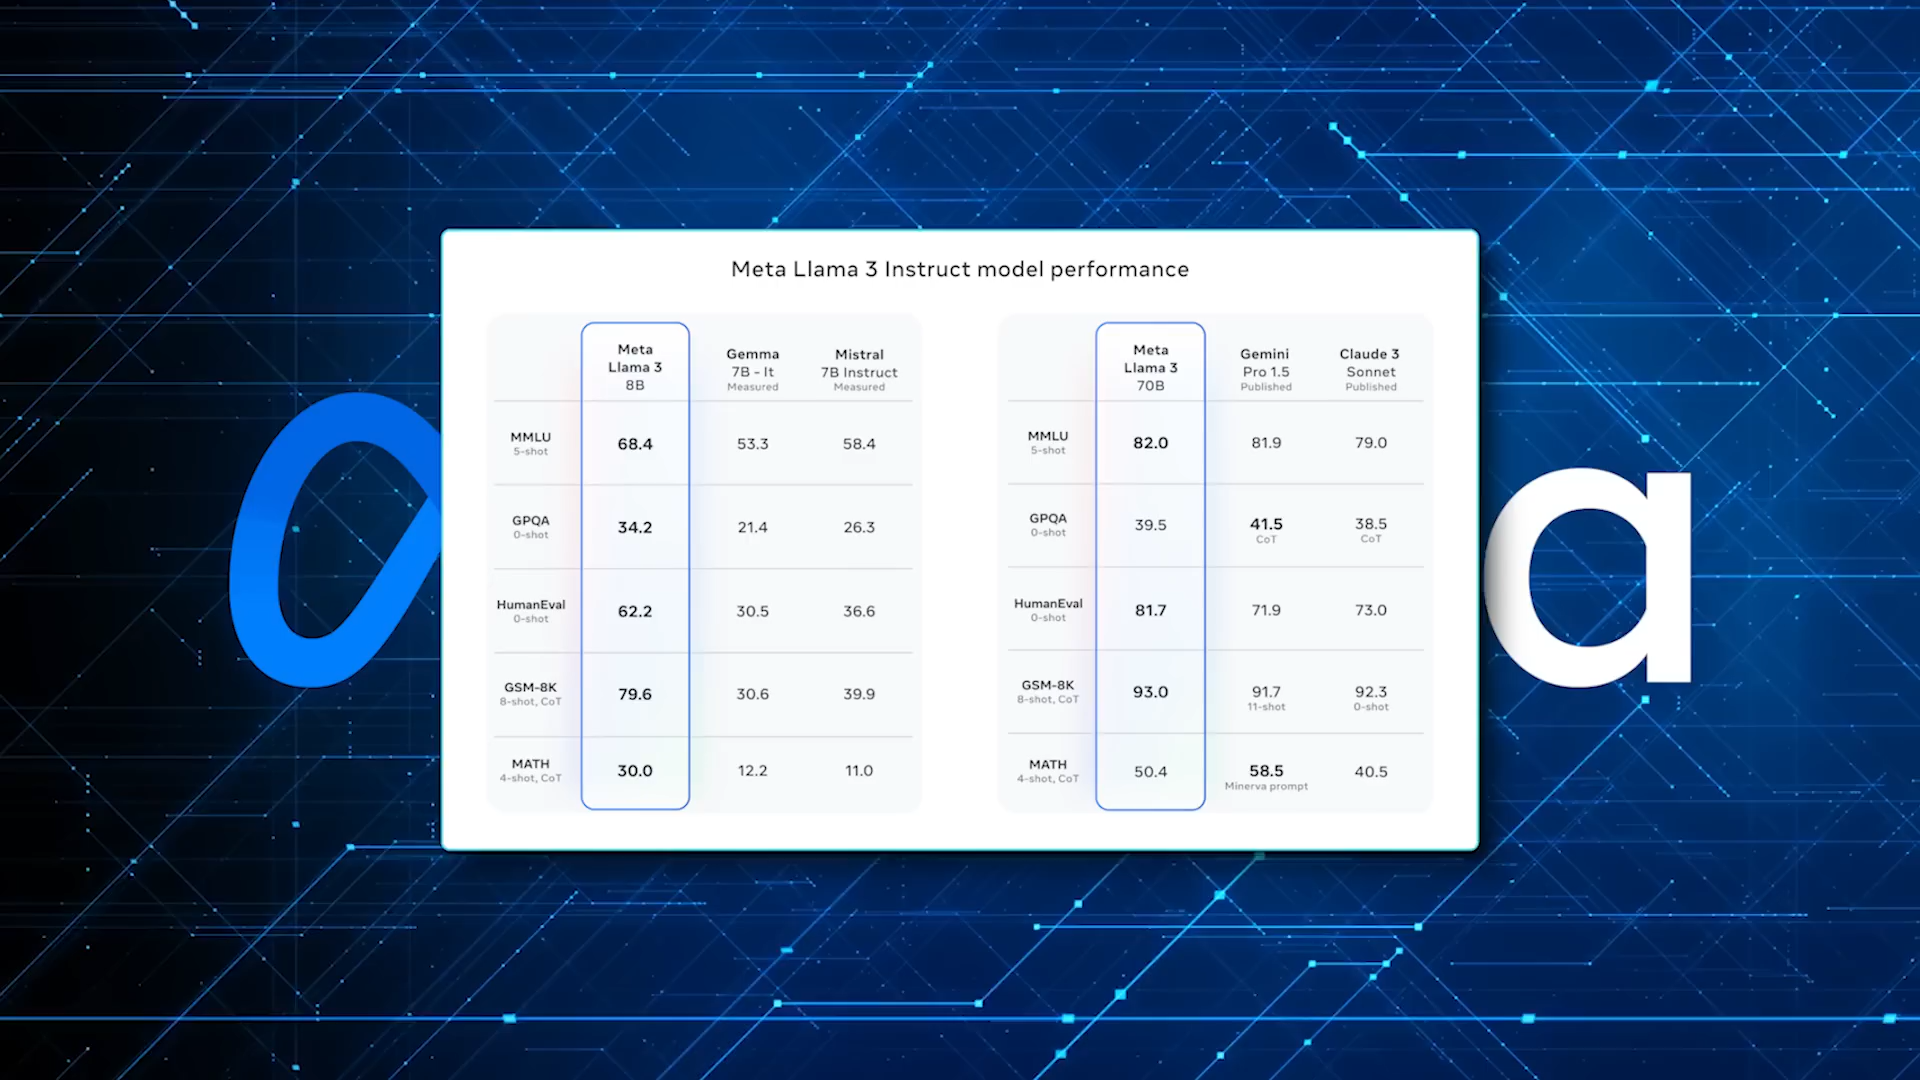 Meta Llama 3 Instruct model performance
Meta
Llama 3
8B
Gemma
7B - It
Measured
Mistral
7B Instruct
Measured
MMLU
5-shot
68.4
53.3
58.4
GPQA
0-shot
34.2
21.4
26.3
HumanEval
0-shot
62.2
30.5
36.6
GSM-8K
8-shot, CoT
79.6
30.6
39.9
MATH
4-shot, CoT
30.0
12.2
11.0
Meta
Llama 3
70B
Gemini
Pro 1.5
Published
Claude 3
Sonnet
Published
MMLU
5-shot
82.0
81.9
79.0
GPQA
0-shot
39.5
41.5
CoT
38.5
CoT
HumanEval
0-shot
81.7
71.9
73.0
GSM-8K
8-shot, CoT
93.0
91.7
11-shot
92.3
0-shot
MATH
4-shot, CoT
50.4
58.5
Minerva prompt
40.5
a